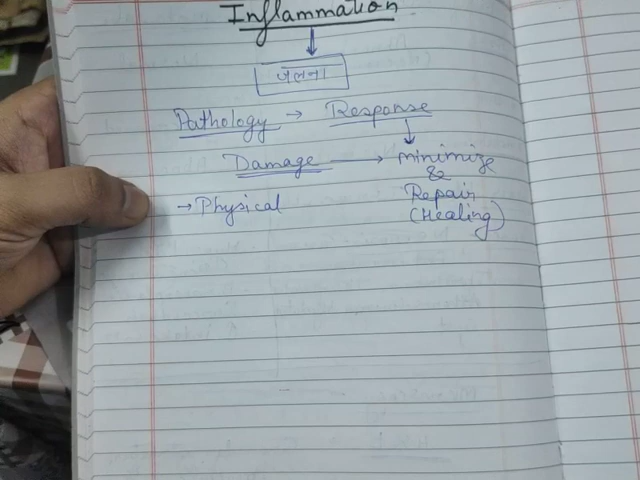 Inflammation
जलना
Pathology → Response
Damage → minimize
&
→ Physical Repair
(Healing)